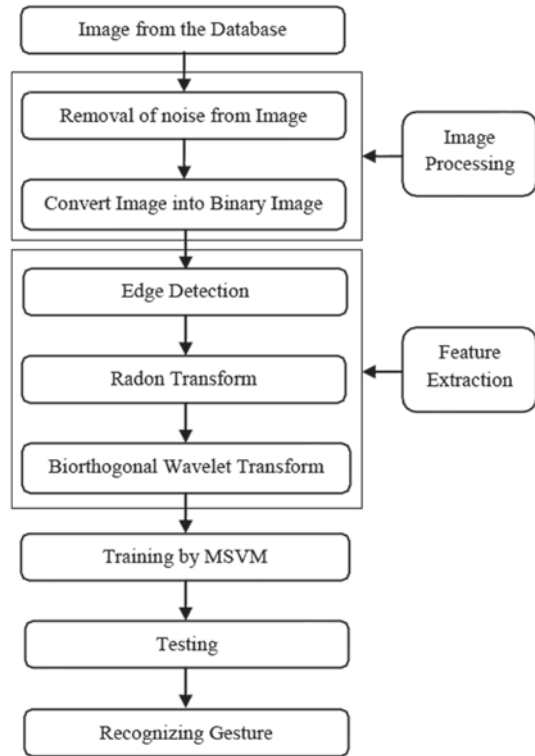 Image from the Database
Removal of noise from Image
Image
Processing
Convert Image into Binary Image
Edge Detection
Radon Transform
Feature
Extraction
Biorthogonal Wavelet Transform
Training by MSVM
Testing
Recognizing Gesture